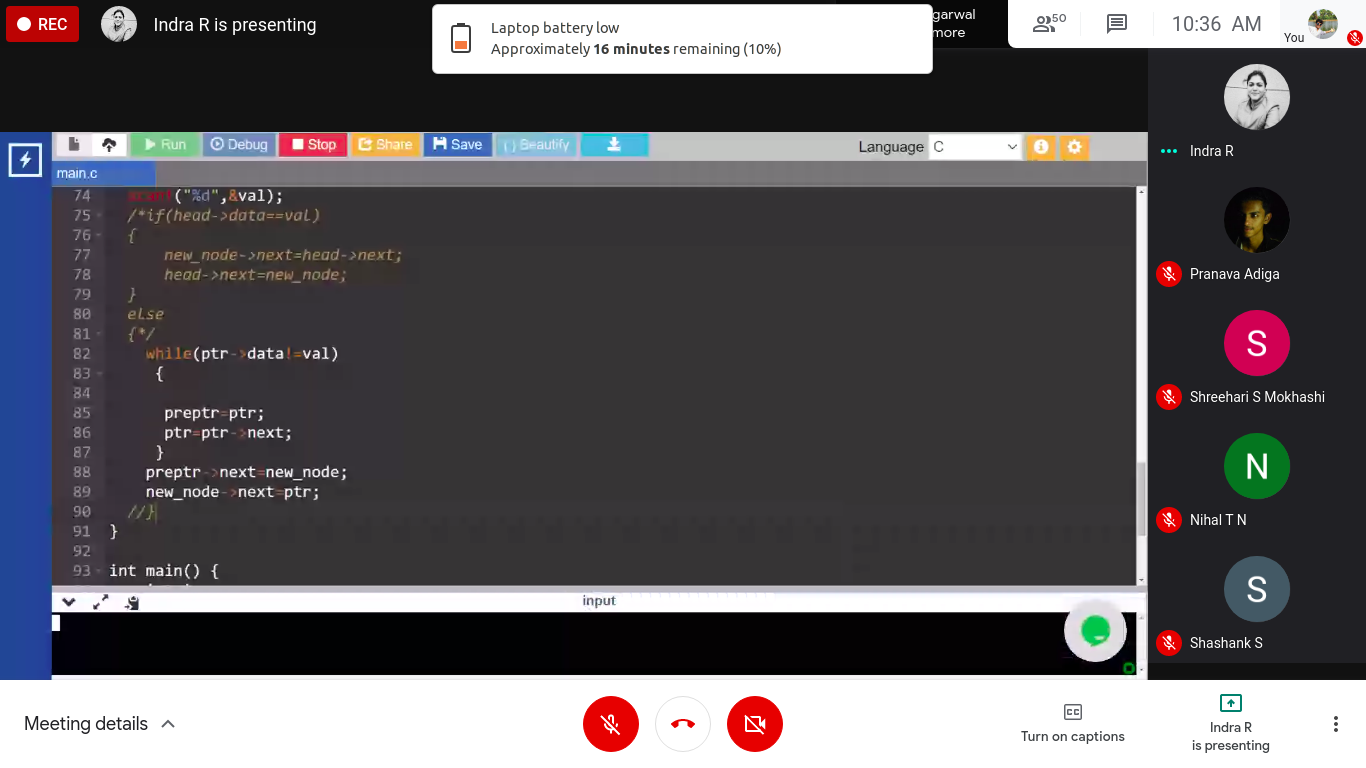 REC
Indra R is presenting
Laptop battery low
Approximately 16 minutes remaining (10%)
garwal
more
50
10:36 AM
You
Run
Debug
Stop
Share
Save
{ } Beautify
Language C
main.c
74 scanf("%d",&val);
75 /*if(head->data==val)
76 {
77 new_node->next=head->next;
78 head->next=new_node;
79 }
80 else
81 {*/
82 while(ptr->data!=val)
83 {
84
85 preptr=ptr;
86 ptr=ptr->next;
87 }
88 preptr->next=new_node;
89 new_node->next=ptr;
90 //}
91 }
92
93 int main() {
input
Indra R
Pranava Adiga
S
Shreehari S Mokhashi
N
Nihal T N
S
Shashank S
Meeting details
CC
Turn on captions
Indra R
is presenting